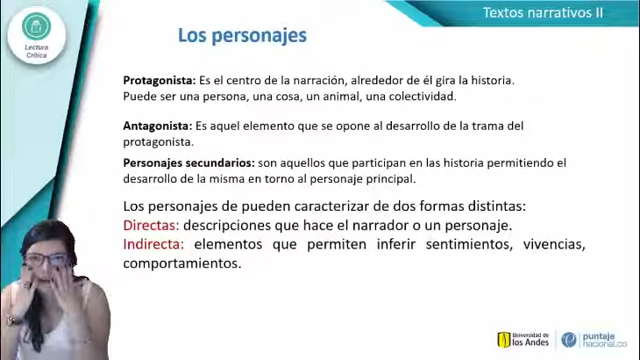 Textos narrativos II
Lectura
Crítica
Los personajes
Protagonista: Es el centro de la narración, alrededor de él gira la historia.
Puede ser una persona, una cosa, un animal, una colectividad.
Antagonista: Es aquel elemento que se opone al desarrollo de la trama del
protagonista.
Personajes secundarios: son aquellos que participan en las historia permitiendo el
desarrollo de la misma en torno al personaje principal.
Los personajes de pueden caracterizar de dos formas distintas:
Directas: descripciones que hace el narrador o un personaje.
Indirecta: elementos que permiten inferir sentimientos, vivencias,
comportamientos.
Universidad de
los Andes
puntaje
nacional.co